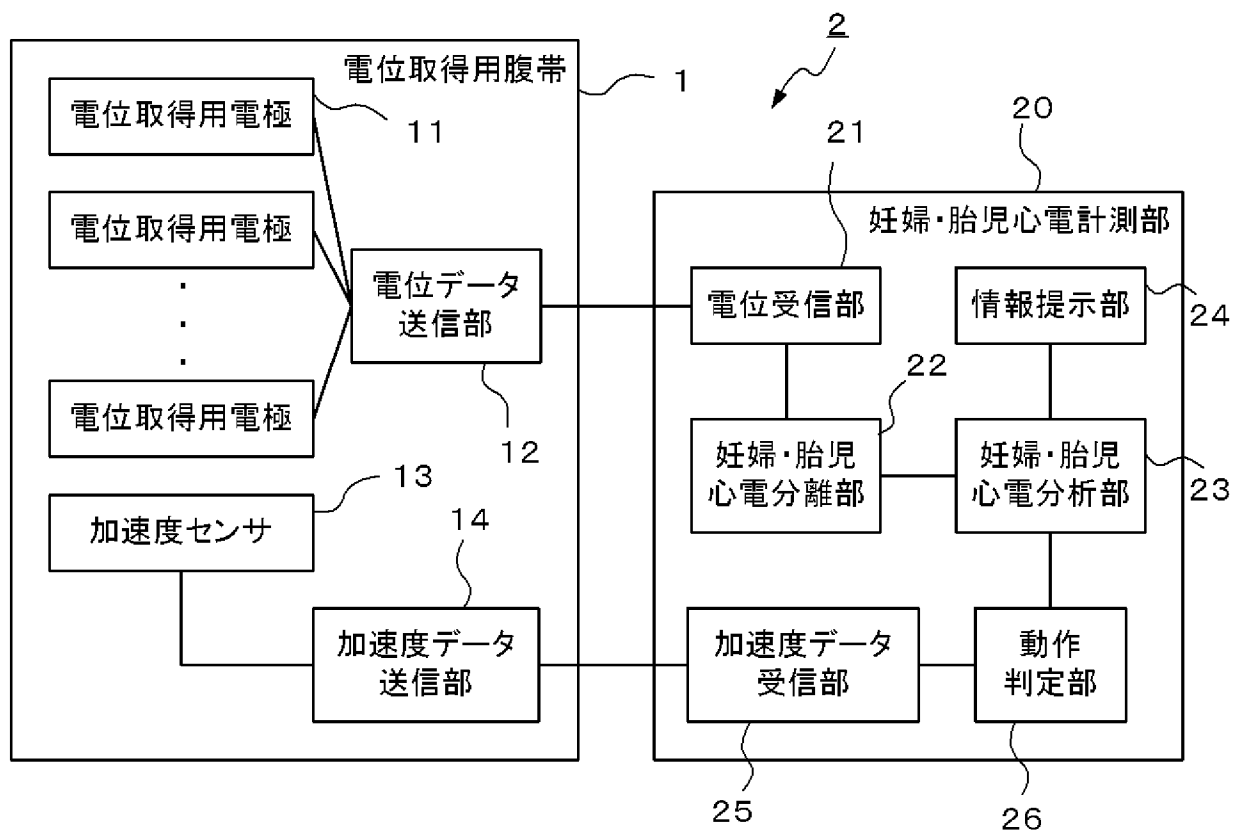 2
電位取得用腹帯
1
電位取得用電極
11
電位取得用電極
・
・
・
電位取得用電極
電位データ
送信部
12
加速度センサ
13
加速度データ
送信部
14
20
妊婦・胎児心電計測部
21
電位受信部
情報提示部
24
22
妊婦・胎児
心電分離部
妊婦・胎児
心電分析部
23
加速度データ
受信部
25
動作
判定部
26